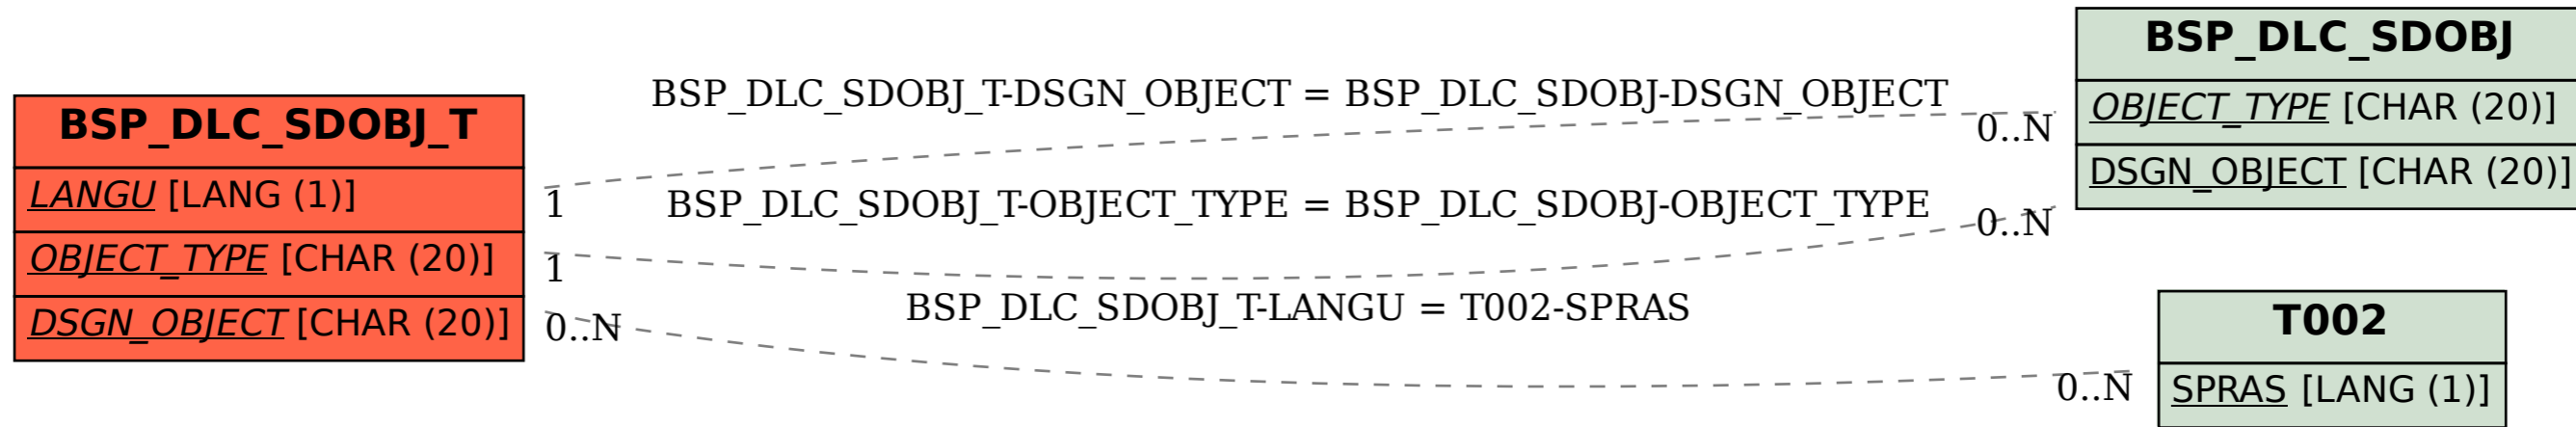 BSP_DLC_SDOBJ_T
LANGU [LANG (1)]
OBJECT_TYPE [CHAR (20)]
DSGN_OBJECT [CHAR (20)]
BSP_DLC_SDOBJ_T-DSGN_OBJECT = BSP_DLC_SDOBJ-DSGN_OBJECT
1
0..N
BSP_DLC_SDOBJ_T-OBJECT_TYPE = BSP_DLC_SDOBJ-OBJECT_TYPE
1
0..N
BSP_DLC_SDOBJ_T-LANGU = T002-SPRAS
0..N
0..N
BSP_DLC_SDOBJ
OBJECT_TYPE [CHAR (20)]
DSGN_OBJECT [CHAR (20)]
T002
SPRAS [LANG (1)]